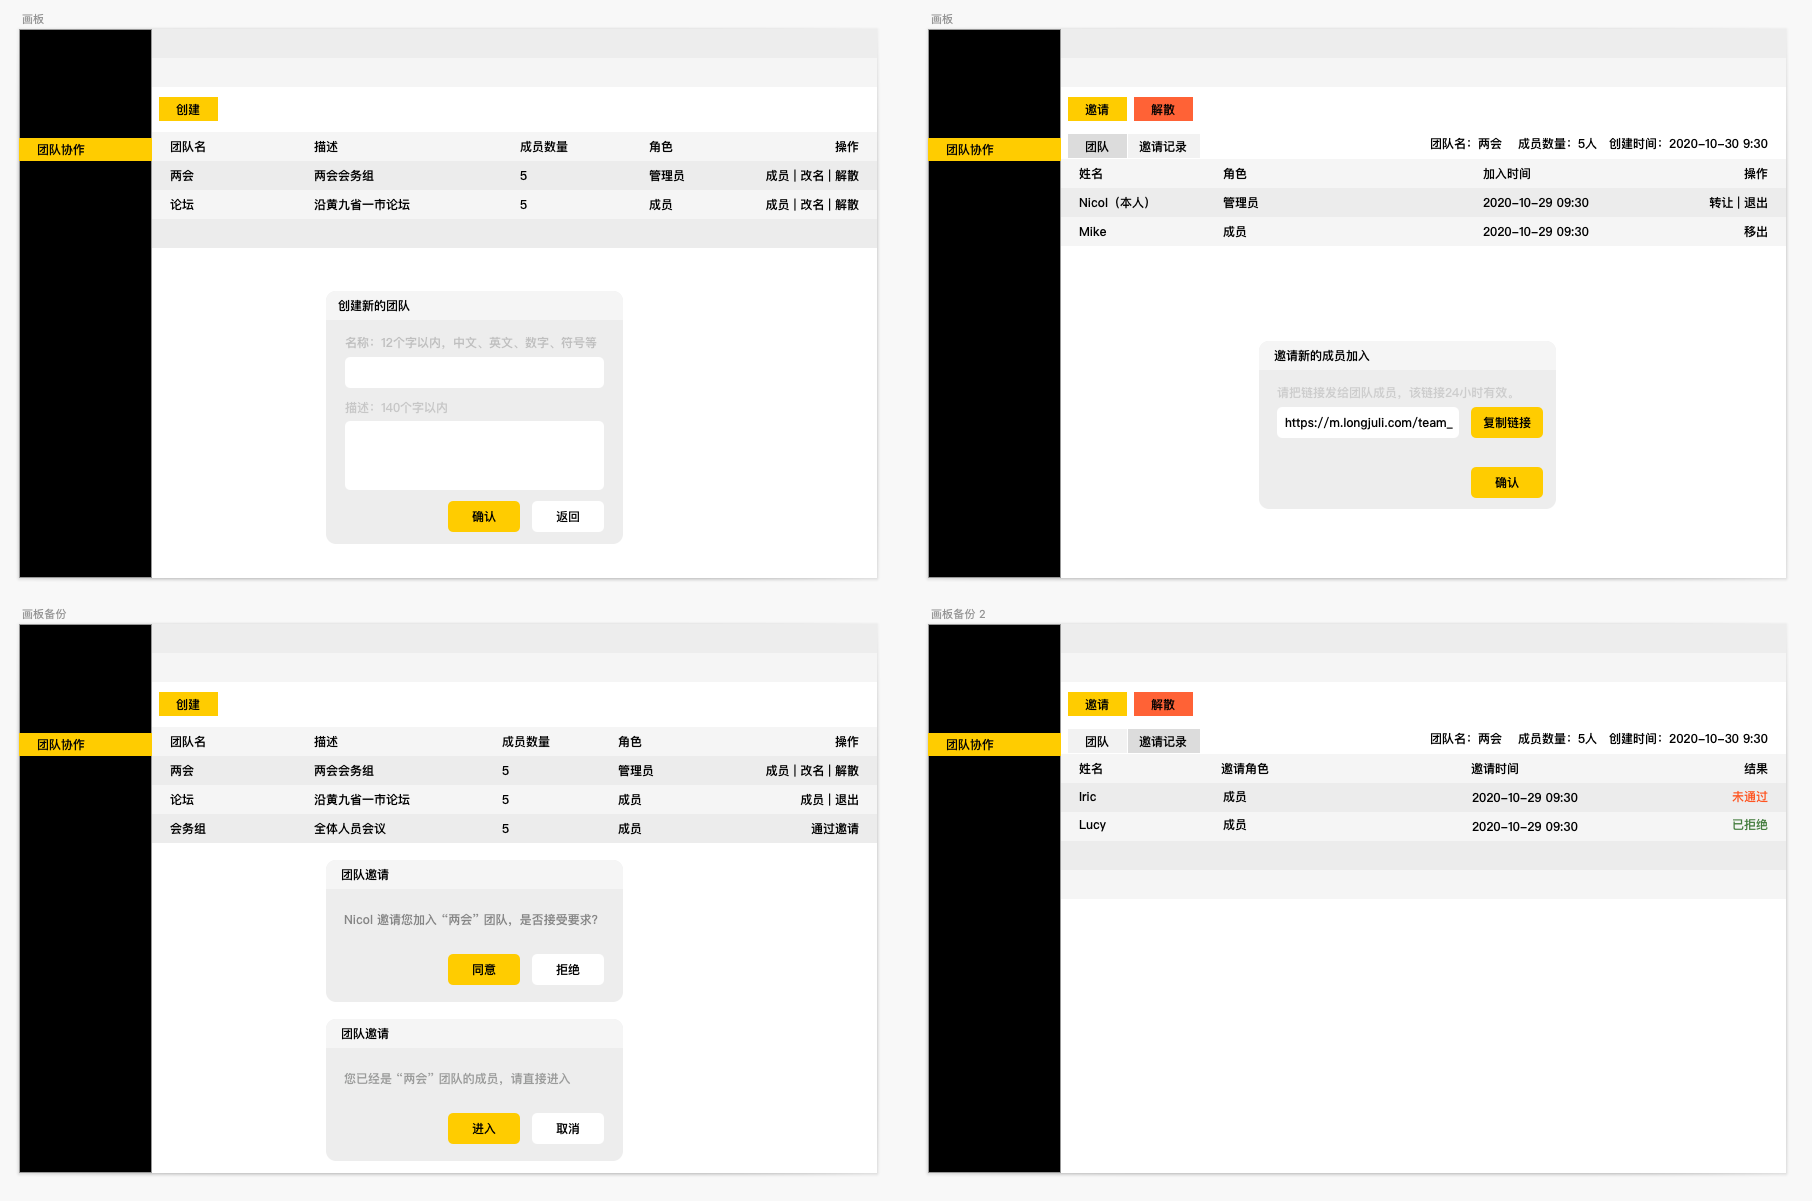 画板
创建
团队协作
团队名 描述 成员数量 角色 操作
两会 两会会务组 5 管理员 成员 | 改名 | 解散
论坛 沿黄九省一市论坛 5 成员 成员 | 改名 | 解散
创建新的团队
名称：12个字以内，中文、英文、数字、符号等
描述：140个字以内
确认 返回
画板
邀请 解散
团队协作
团队 邀请记录 团队名：两会 成员数量：5人 创建时间：2020-10-30 9:30
姓名 角色 加入时间 操作
Nicol（本人） 管理员 2020-10-29 09:30 转让 | 退出
Mike 成员 2020-10-29 09:30 移出
邀请新的成员加入
请把链接发给团队成员，该链接24小时有效。
https://m.longjuli.com/team_ 复制链接
确认
画板备份
创建
团队协作
团队名 描述 成员数量 角色 操作
两会 两会会务组 5 管理员 成员 | 改名 | 解散
论坛 沿黄九省一市论坛 5 成员 成员 | 退出
会务组 全体人员会议 5 成员 通过邀请
团队邀请
Nicol 邀请您加入“两会”团队，是否接受要求?
同意 拒绝
团队邀请
您已经是“两会”团队的成员，请直接进入
进入 取消
画板备份 2
邀请 解散
团队协作
团队 邀请记录 团队名：两会 成员数量：5人 创建时间：2020-10-30 9:30
姓名 邀请角色 邀请时间 结果
Iric 成员 2020-10-29 09:30 未通过
Lucy 成员 2020-10-29 09:30 已拒绝